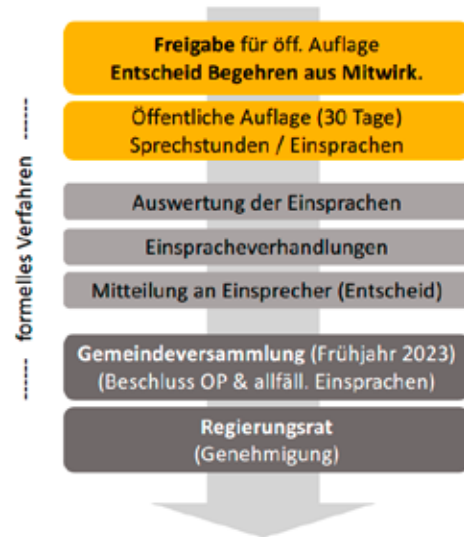 Freigabe für öff. Auflage
Entscheid Begehren aus Mitwirk.
Öffentliche Auflage (30 Tage)
Sprechstunden / Einsprachen
Auswertung der Einsprachen
Einspracheverhandlungen
Mitteilung an Einsprecher (Entscheid)
Gemeindeversammlung (Frühjahr 2023)
(Beschluss OP & allfäll. Einsprachen)
Regierungsrat
(Genehmigung)
------ formelles Verfahren ------